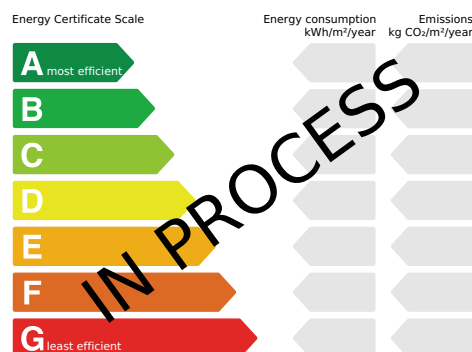 Energy Certificate Scale
Energy consumption
kWh/m²/year
Emissions
kg CO₂/m²/year
A most efficient
B
C
D
E
F
G least efficient
IN PROCESS